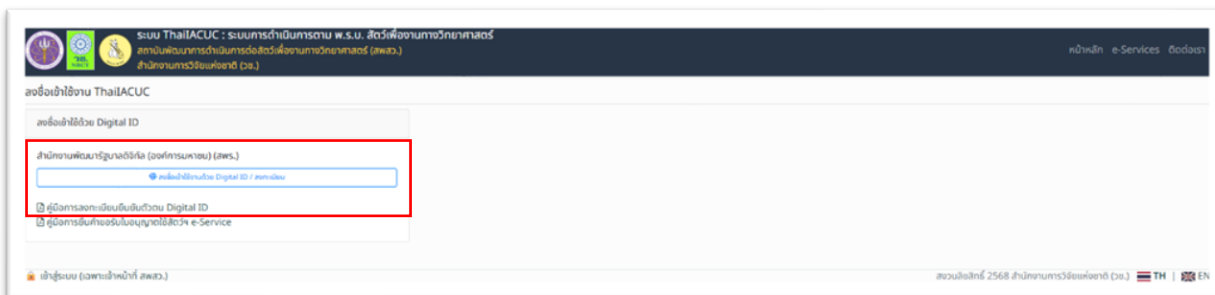 ระบบ ThaiIACUC : ระบบการดำเนินการตาม พ.ร.บ. สัตว์เพื่องานทางวิทยาศาสตร์
สถาบันพัฒนาการดำเนินการต่อสัตว์เพื่องานทางวิทยาศาสตร์ (สพสว.)
สำนักงานการวิจัยแห่งชาติ (วช.)
หน้าหลัก e-Services ติดต่อเรา
ลงชื่อเข้าใช้งาน ThaiIACUC
ลงชื่อเข้าใช้ด้วย Digital ID
สำนักงานพัฒนารัฐบาลดิจิทัล (องค์การมหาชน) (สพร.)
ลงชื่อเข้าใช้งานด้วย Digital ID / ลงทะเบียน
คู่มือการลงทะเบียนยืนยันตัวตน Digital ID
คู่มือการยื่นคำขอรับใบอนุญาตใช้สัตว์ฯ e-Service
เข้าสู่ระบบ (เฉพาะเจ้าหน้าที่ สพสว.)
สงวนลิขสิทธิ์ 2568 สำนักงานการวิจัยแห่งชาติ (วช.) TH | EN